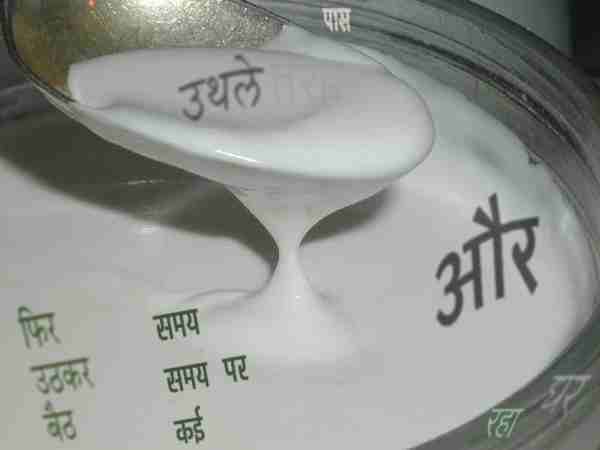 पास
उथले
और
फिर समय
उठकर समय पर
बैठ कई
घर
रहा